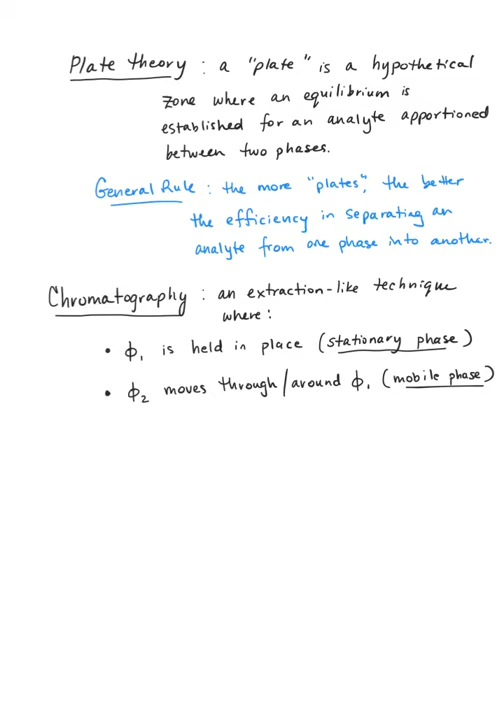 Plate theory : a "plate" is a hypothetical
zone where an equilibrium is
established for an analyte apportioned
between two phases.
General Rule : the more "plates", the better
the efficiency in separating an
analyte from one phase into another.
Chromatography : an extraction-like technique
where :
• ϕ₁ is held in place (stationary phase)
• ϕ₂ moves through/around ϕ₁ (mobile phase)